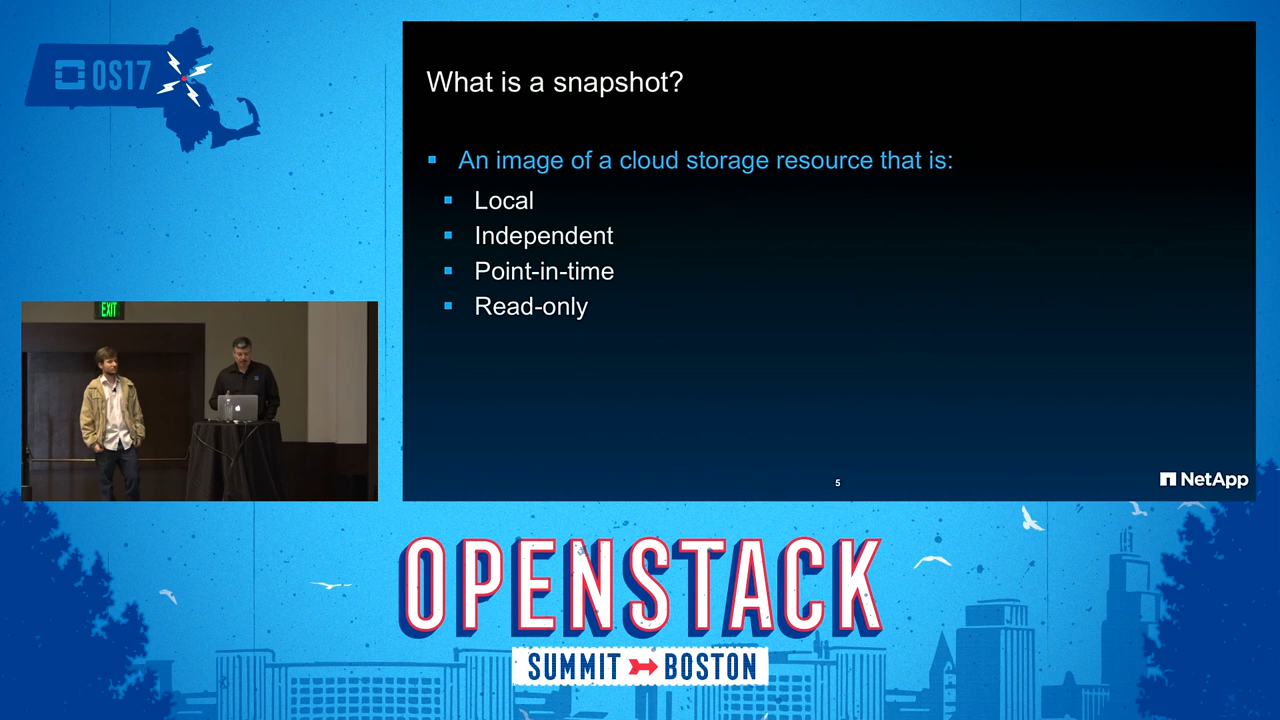 OS17
What is a snapshot?
An image of a cloud storage resource that is:
Local
Independent
Point-in-time
Read-only
EXIT
5
NetApp
OPENSTACK
SUMMIT BOSTON